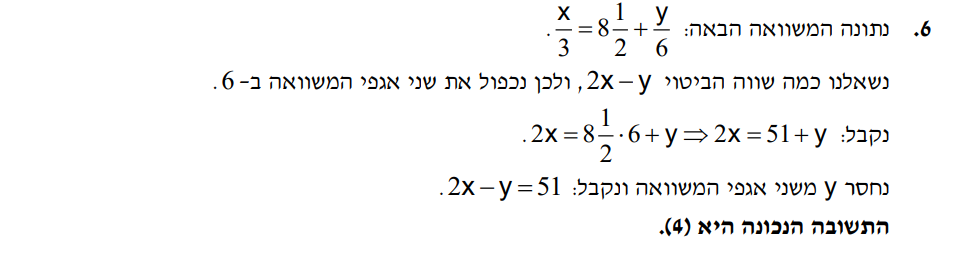 6. נתונה המשוואה הבאה: x/3 = 8 1/2 + y/6.
נשאלנו כמה שווה הביטוי 2x − y, ולכן נכפול את שני אגפי המשוואה ב- 6.
נקבל: 2x = 8 1/2 · 6 + y ⇒ 2x = 51 + y.
נחסר y משני אגפי המשוואה ונקבל: 2x − y = 51.
התשובה הנכונה היא (4).